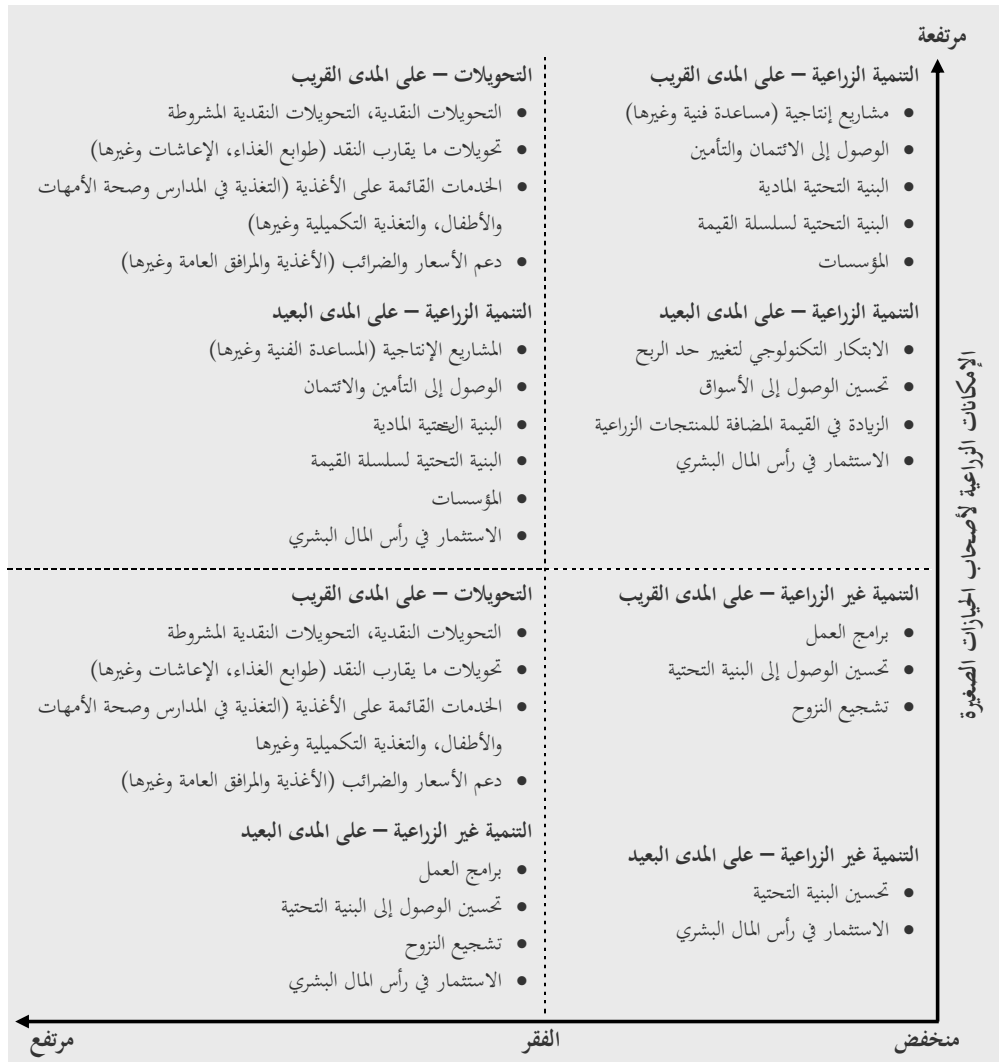 مرتفعة
التنمية الزراعية – على المدى القريب
• مشاريع إنتاجية (مساعدة فنية وغيرها)
• الوصول إلى الائتمان والتأمين
• البنية التحتية المادية
• البنية التحتية لسلسلة القيمة
• المؤسسات
التنمية الزراعية – على المدى البعيد
• الابتكار التكنولوجي لتغيير حد الربح
• تحسين الوصول إلى الأسواق
• الزيادة في القيمة المضافة للمنتجات الزراعية
• الاستثمار في رأس المال البشري
التحويلات – على المدى القريب
• التحويلات النقدية، التحويلات النقدية المشروطة
• تحويلات ما يقارب النقد (طوابع الغذاء، الإعاشات وغيرها)
• الخدمات القائمة على الأغذية (التغذية في المدارس وصحة الأمهات
والأطفال، والتغذية التكميلية وغيرها)
• دعم الأسعار والضرائب (الأغذية والمرافق العامة وغيرها)
التنمية الزراعية – على المدى البعيد
• المشاريع الإنتاجية (المساعدة الفنية وغيرها)
• الوصول إلى التأمين والائتمان
• البنية التحتية المادية
• البنية التحتية لسلسلة القيمة
• المؤسسات
• الاستثمار في رأس المال البشري
الإمكانات الزراعية لأصحاب الحيازات الصغيرة
التنمية غير الزراعية – على المدى القريب
• برامج العمل
• تحسين الوصول إلى البنية التحتية
• تشجيع النزوح
التنمية غير الزراعية – على المدى البعيد
• تحسين البنية التحتية
• الاستثمار في رأس المال البشري
التحويلات – على المدى القريب
• التحويلات النقدية، التحويلات النقدية المشروطة
• تحويلات ما يقارب النقد (طوابع الغذاء، الإعاشات وغيرها)
• الخدمات القائمة على الأغذية (التغذية في المدارس وصحة الأمهات
والأطفال، والتغذية التكميلية وغيرها
• دعم الأسعار والضرائب (الأغذية والمرافق العامة وغيرها)
التنمية غير الزراعية – على المدى البعيد
• برامج العمل
• تحسين الوصول إلى البنية التحتية
• تشجيع النزوح
• الاستثمار في رأس المال البشري
منخفض
الفقر
مرتفع